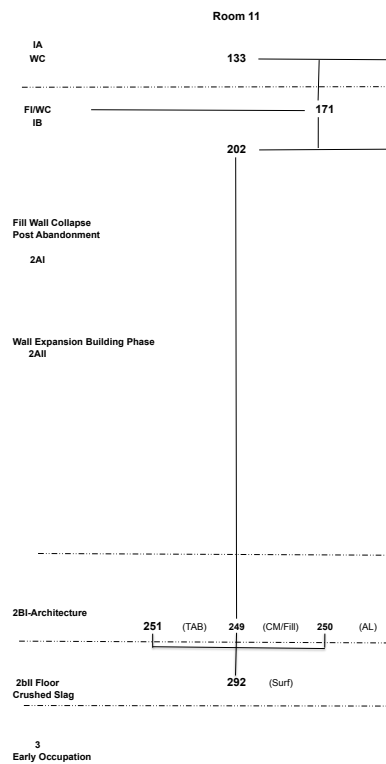 Room 11
IA
WC
133
FI/WC
171
IB
202
Fill Wall Collapse
Post Abandonment
2AI
Wall Expansion Building Phase
2AII
2BI-Architecture
251 (TAB) 249 (CM/Fill) 250 (AL)
2bII Floor
292 (Surf)
Crushed Slag
3
Early Occupation